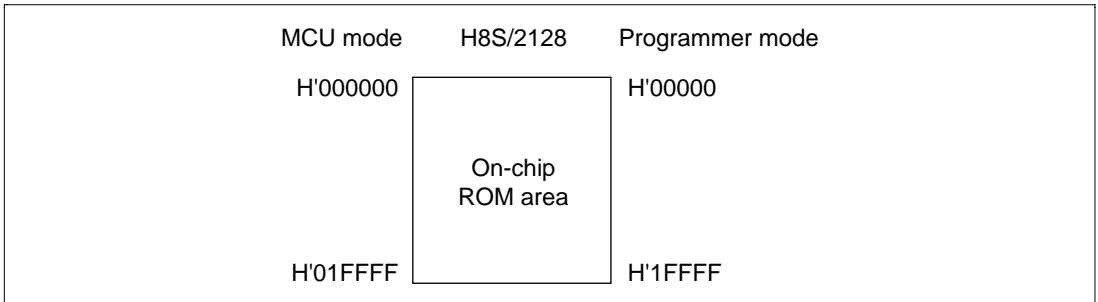 MCU mode H8S/2128 Programmer mode
H'000000 H'00000
On-chip
ROM area
H'01FFFF H'1FFFF